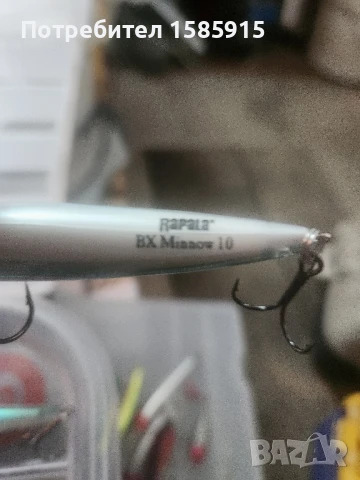 Потребител 1585915
Rapala
BX Minnow 10
BAZAR